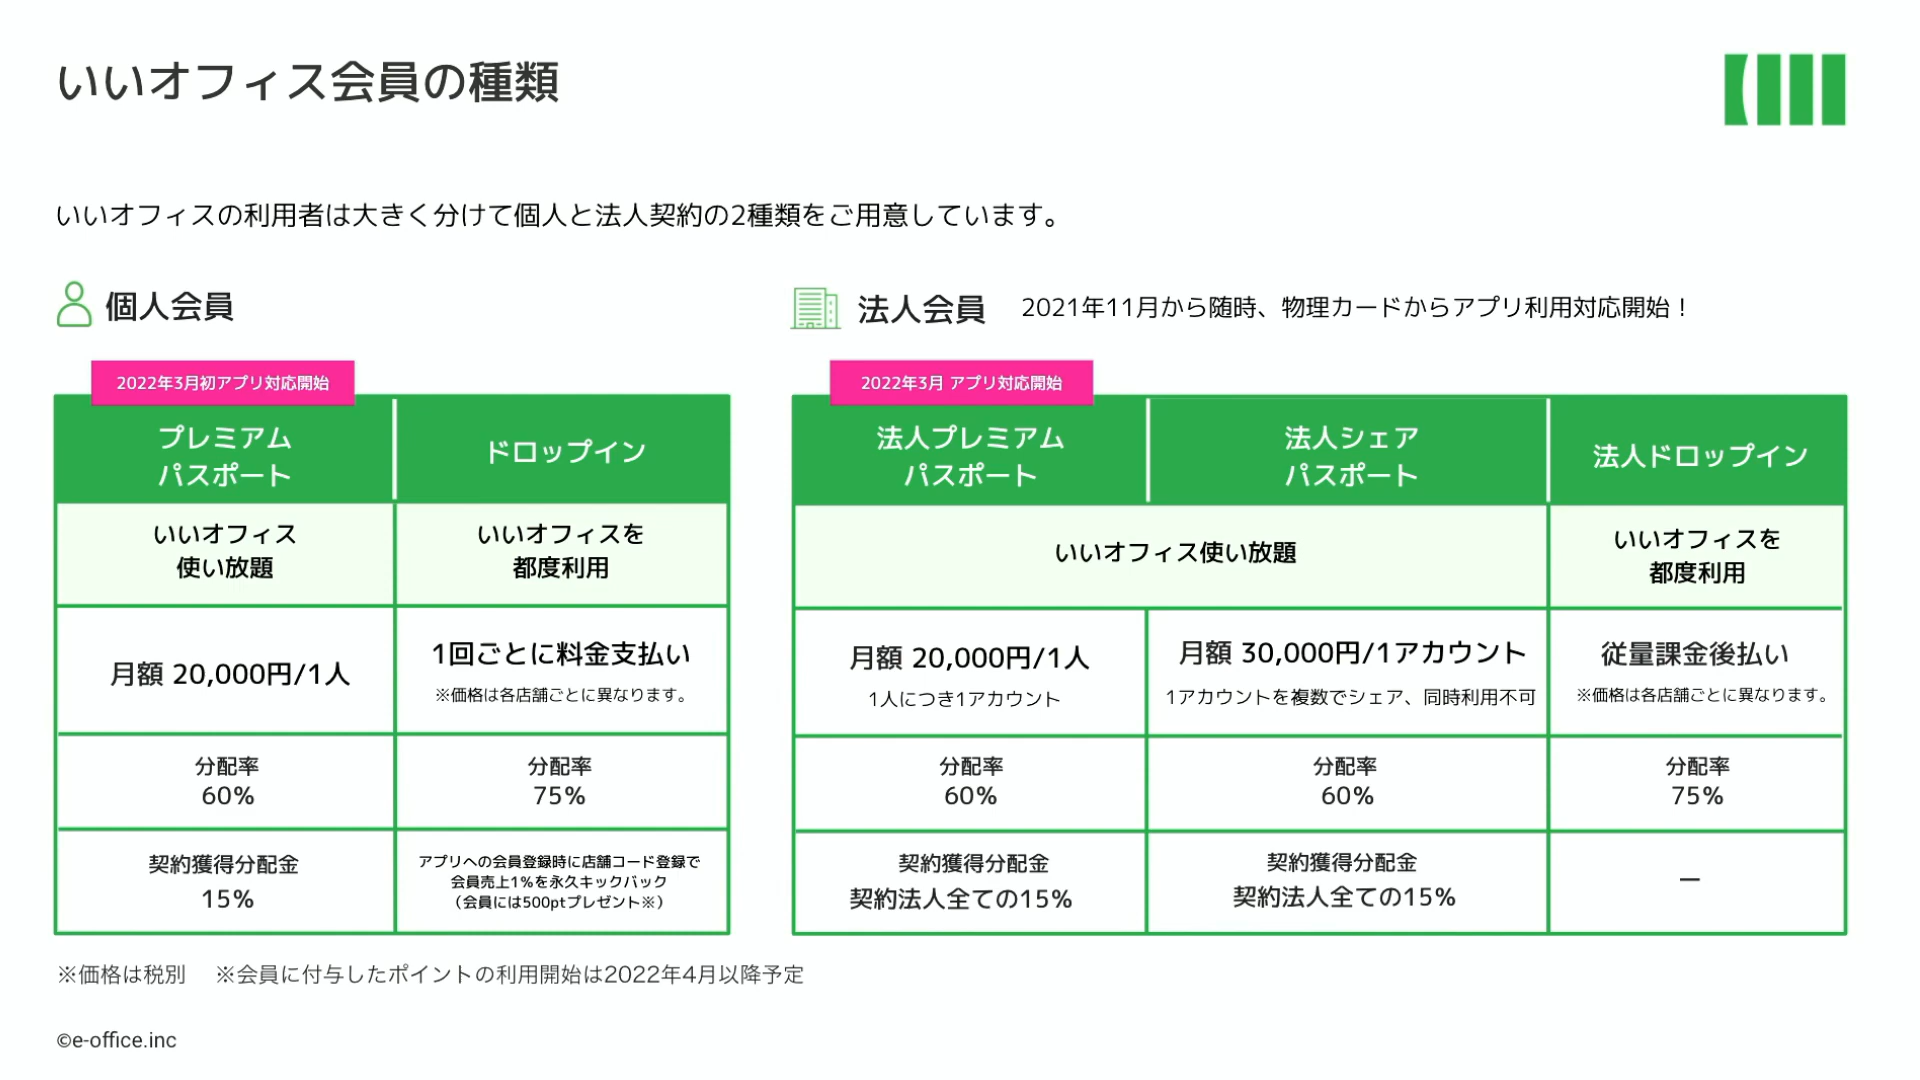 いいオフィス会員の種類
いいオフィスの利用者は大きく分けて個人と法人契約の2種類をご用意しています。
個人会員
2022年3月初アプリ対応開始
プレミアム
パスポート
ドロップイン
いいオフィス
使い放題
いいオフィスを
都度利用
月額 20,000円/1人
1回ごとに料金支払い
※価格は各店舗ごとに異なります。
分配率
60%
分配率
75%
契約獲得分配金
15%
アプリへの会員登録時に店舗コード登録で
会員売上1%を永久キックバック
（会員には500ptプレゼント※）
法人会員
2021年11月から随時、物理カードからアプリ利用対応開始！
2022年3月 アプリ対応開始
法人プレミアム
パスポート
法人シェア
パスポート
法人ドロップイン
いいオフィス使い放題
いいオフィスを
都度利用
月額 20,000円/1人
1人につき1アカウント
月額 30,000円/1アカウント
1アカウントを複数でシェア、同時利用不可
従量課金後払い
※価格は各店舗ごとに異なります。
分配率
60%
分配率
60%
分配率
75%
契約獲得分配金
契約法人全ての15%
契約獲得分配金
契約法人全ての15%
ー
※価格は税別　※会員に付与したポイントの利用開始は2022年4月以降予定
©e-office.inc